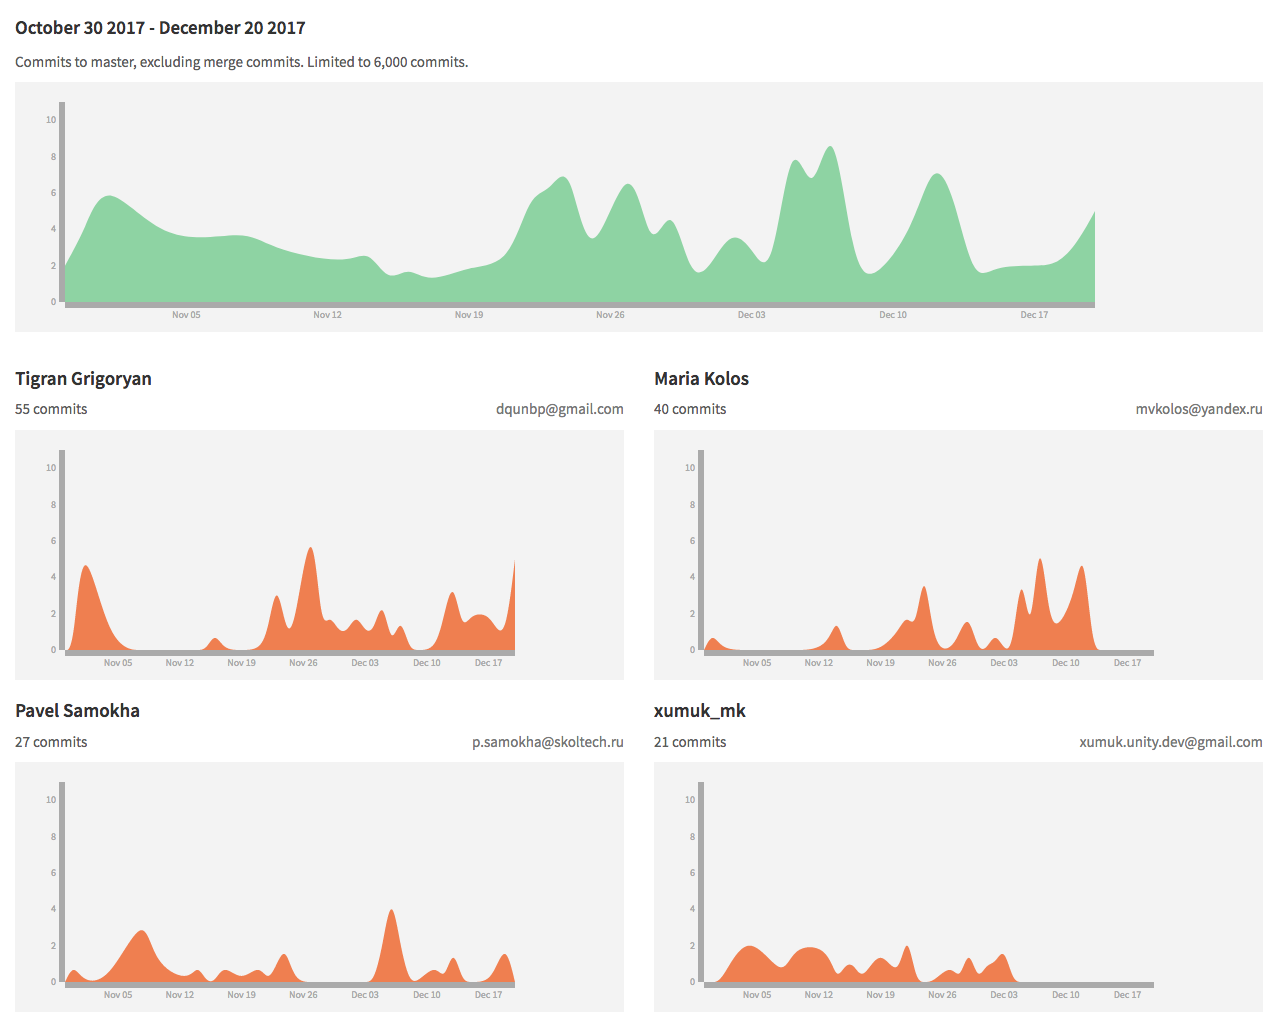 October 30 2017 - December 20 2017
Commits to master, excluding merge commits. Limited to 6,000 commits.
10
8
6
4
2
0
Nov 05 Nov 12 Nov 19 Nov 26 Dec 03 Dec 10 Dec 17
Tigran Grigoryan
55 commits dqunbp@gmail.com
10
8
6
4
2
0
Nov 05 Nov 12 Nov 19 Nov 26 Dec 03 Dec 10 Dec 17
Maria Kolos
40 commits mvkolos@yandex.ru
10
8
6
4
2
0
Nov 05 Nov 12 Nov 19 Nov 26 Dec 03 Dec 10 Dec 17
Pavel Samokha
27 commits p.samokha@skoltech.ru
10
8
6
4
2
0
Nov 05 Nov 12 Nov 19 Nov 26 Dec 03 Dec 10 Dec 17
xumuk_mk
21 commits xumuk.unity.dev@gmail.com
10
8
6
4
2
0
Nov 05 Nov 12 Nov 19 Nov 26 Dec 03 Dec 10 Dec 17